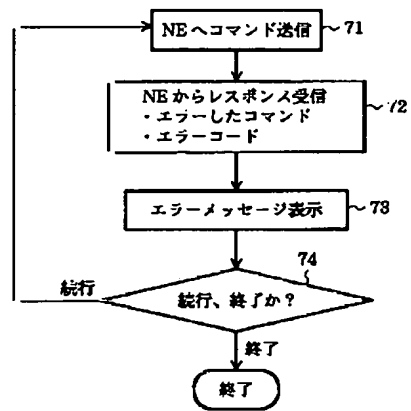 NEへコマンド送信
71
NEからレスポンス受信
・エラーしたコマンド
・エラーコード
72
エラーメッセージ表示
73
74
続行、終了か?
続行
終了
終了